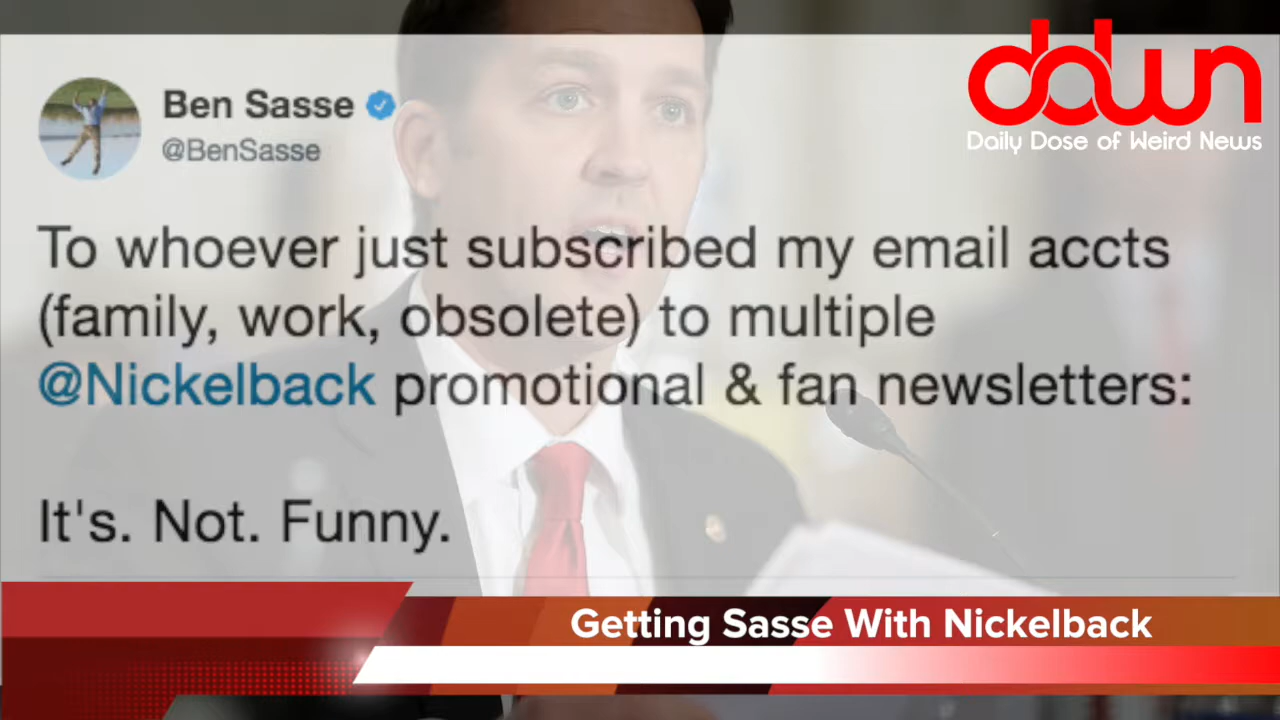 ddwn
Daily Dose of Weird News
Ben Sasse
@BenSasse
To whoever just subscribed my email accts
(family, work, obsolete) to multiple
@Nickelback promotional & fan newsletters:
It's. Not. Funny.
Getting Sasse With Nickelback